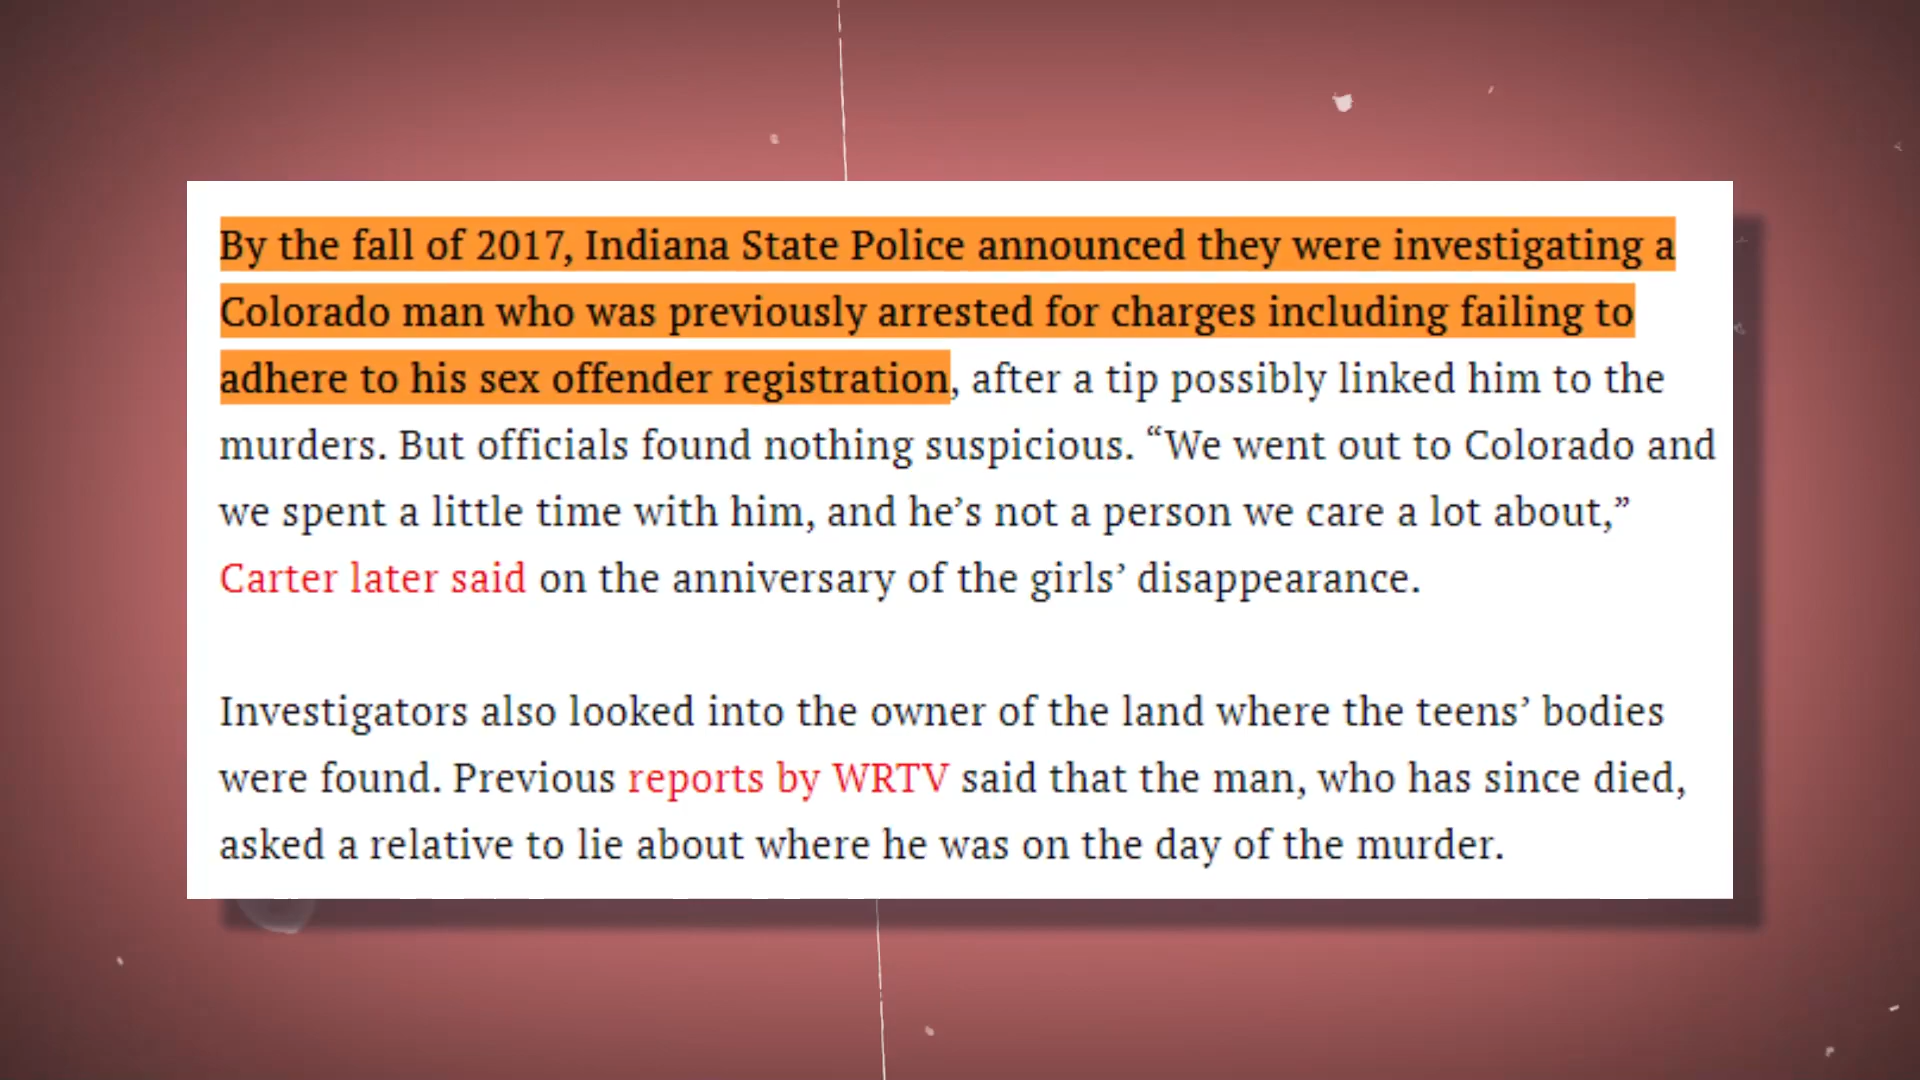 By the fall of 2017, Indiana State Police announced they were investigating a
Colorado man who was previously arrested for charges including failing to
adhere to his sex offender registration, after a tip possibly linked him to the
murders. But officials found nothing suspicious. “We went out to Colorado and
we spent a little time with him, and he’s not a person we care a lot about,”
Carter later said on the anniversary of the girls’ disappearance.
Investigators also looked into the owner of the land where the teens’ bodies
were found. Previous reports by WRTV said that the man, who has since died,
asked a relative to lie about where he was on the day of the murder.